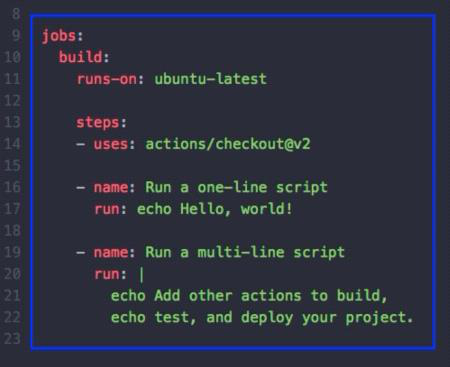 8
9 jobs:
10 build:
11 runs-on: ubuntu-latest
12
13 steps:
14 - uses: actions/checkout@v2
15
16 - name: Run a one-line script
17 run: echo Hello, world!
18
19 - name: Run a multi-line script
20 run: |
21 echo Add other actions to build,
22 echo test, and deploy your project.
23